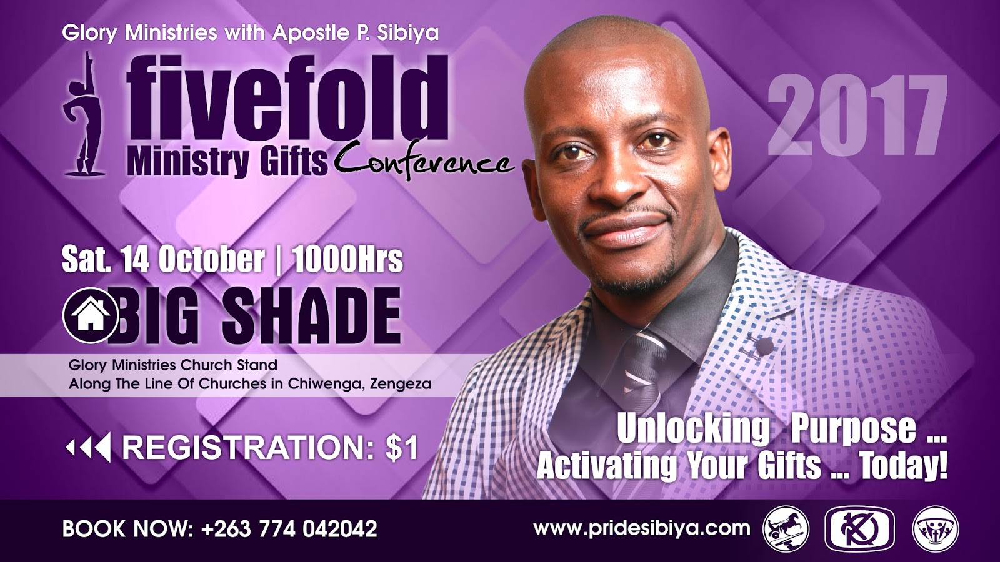 Glory Ministries with Apostle P. Sibiya
fivefold
Ministry Gifts Conference
2017
Sat. 14 October | 1000Hrs
BIG SHADE
Glory Ministries Church Stand
Along The Line Of Churches in Chiwenga, Zengeza
REGISTRATION: $1
Unlocking Purpose ...
Activating Your Gifts ... Today!
BOOK NOW: +263 774 042042
www.pridesibiya.com